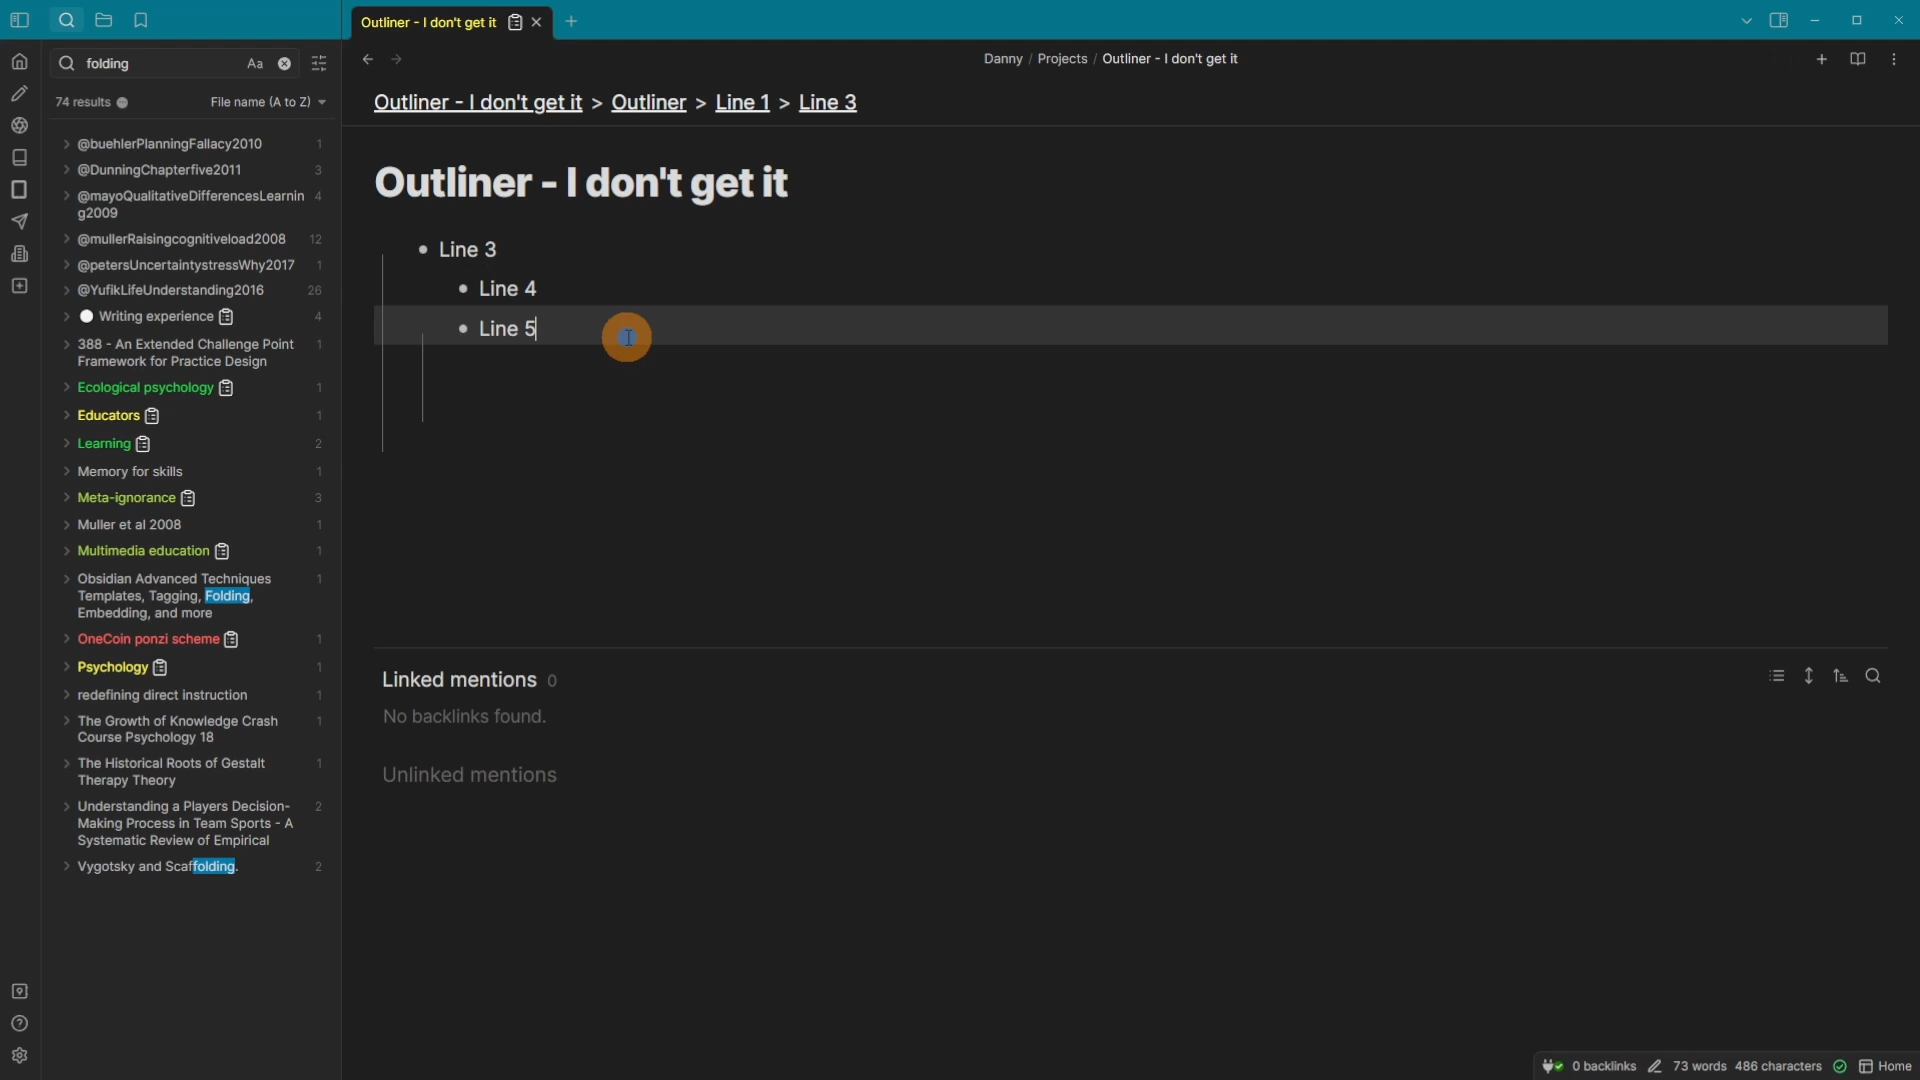 Outliner - I don't get it
folding
Aa
Danny / Projects / Outliner - I don't get it
74 results
File name (A to Z)
Outliner - I don't get it > Outliner > Line 1 > Line 3
@buehlerPlanningFallacy2010 1
@DunningChapterfive2011 3
@mayoQualitativeDifferencesLearnin 4
g2009
@mullerRaisingcognitiveload2008 12
@petersUncertaintystressWhy2017 1
@YufikLifeUnderstanding2016 26
Writing experience 4
388 - An Extended Challenge Point 1
Framework for Practice Design
Ecological psychology 1
Educators 1
Learning 2
Memory for skills 1
Meta-ignorance 3
Muller et al 2008 1
Multimedia education 1
Obsidian Advanced Techniques 1
Templates, Tagging, Folding,
Embedding, and more
OneCoin ponzi scheme 1
Psychology 1
redefining direct instruction 1
The Growth of Knowledge Crash 1
Course Psychology 18
The Historical Roots of Gestalt 1
Therapy Theory
Understanding a Players Decision- 2
Making Process in Team Sports - A
Systematic Review of Empirical
Vygotsky and Scaffolding. 2
Outliner - I don't get it
Line 3
Line 4
Line 5
Linked mentions 0
No backlinks found.
Unlinked mentions
0 backlinks 73 words 486 characters Home